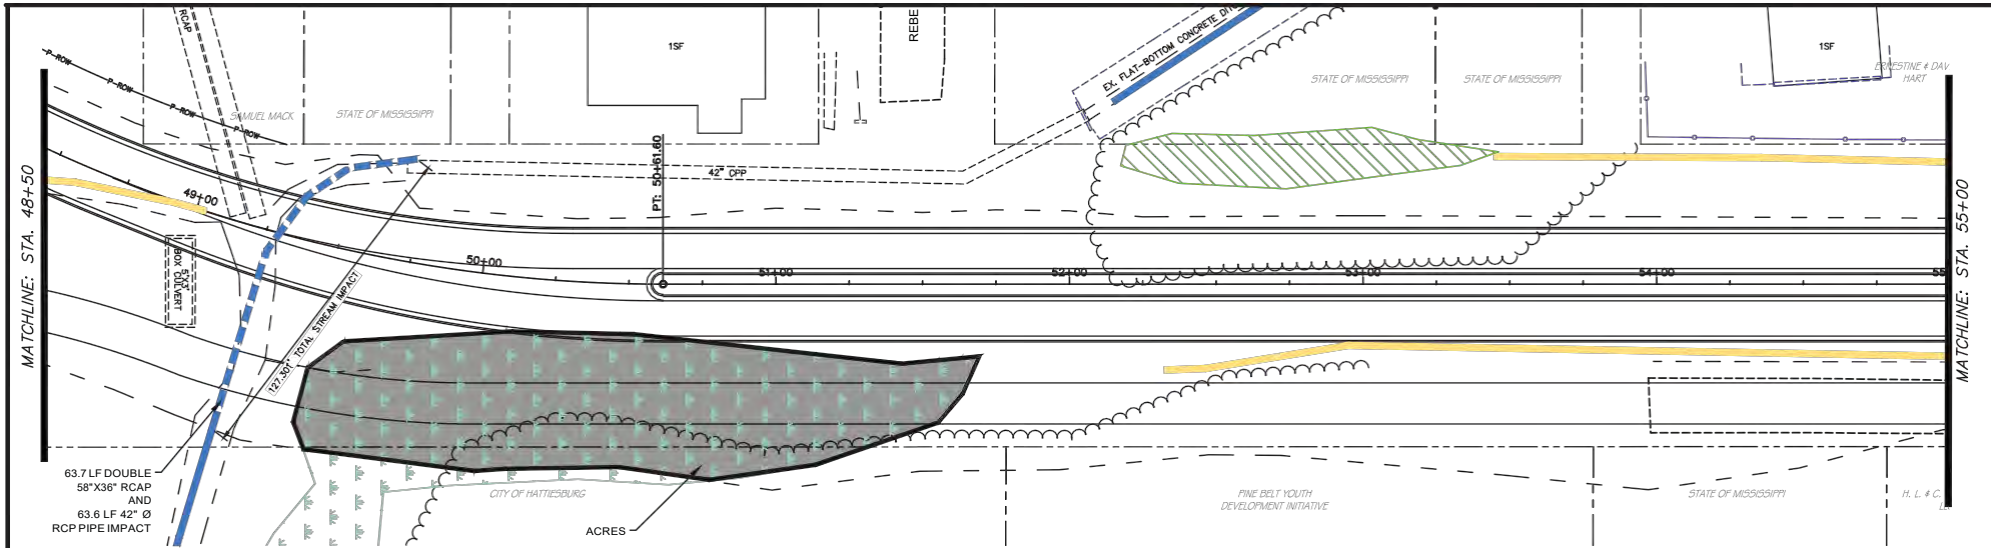 RCAP
1SF
REBE
EX. FLAT-BOTTOM CONCRETE
1SF
P-ROW
P-ROW
P-ROW
P-ROW
SAMUEL MACK
STATE OF MISSISSIPPI
STATE OF MISSISSIPPI
STATE OF MISSISSIPPI
ERNESTINE & DAV
HART
MATCHLINE: STA. 48+50
49+00
42" CPP
PT: 50+61.60
5'X3'
BOX CULVERT
127.301' TOTAL STREAM IMPACT
50+00
51+00
52+00
53+00
54+00
55
MATCHLINE: STA. 55+00
63.7 LF DOUBLE
58"X36" RCAP
AND
63.6 LF 42" Ø
RCP PIPE IMPACT
CITY OF HATTIESBURG
ACRES
PINE BELT YOUTH
DEVELOPMENT INITIATIVE
STATE OF MISSISSIPPI
H. L. & C.